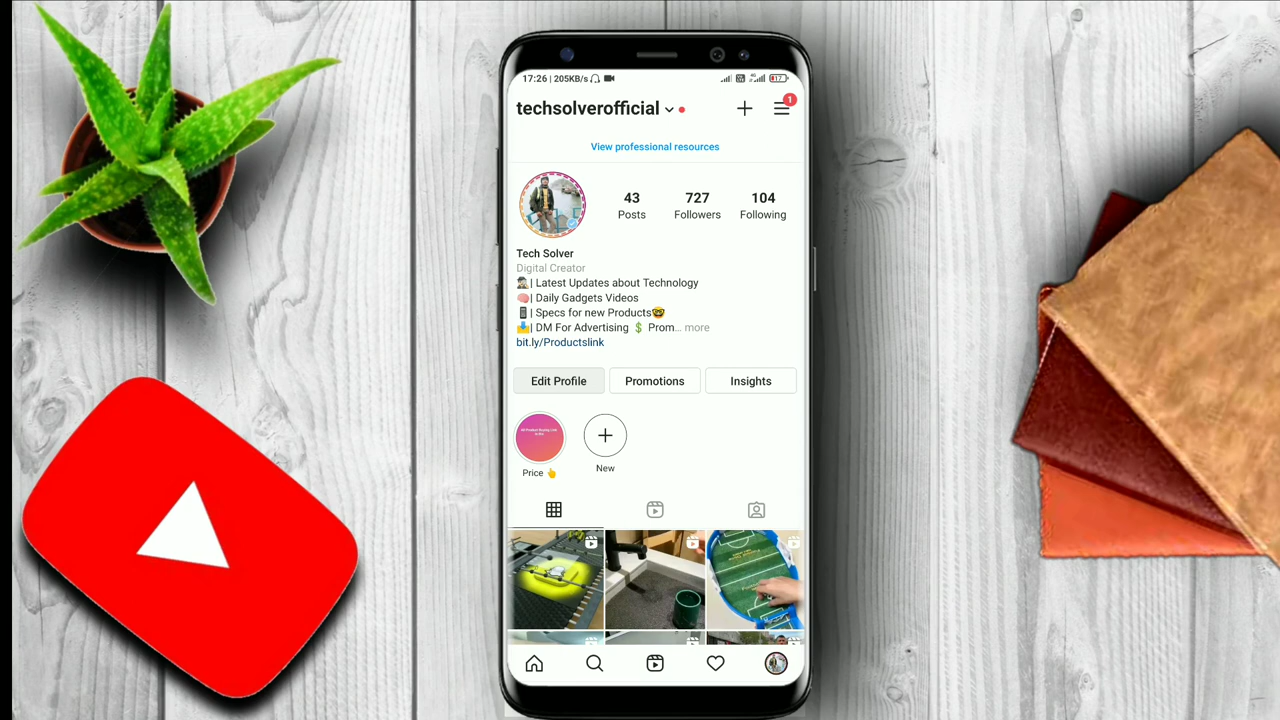 17:26 | 205KB/s
17
techsolverofficial
1
View professional resources
43 727 104
Posts Followers Following
Tech Solver
Digital Creator
| Latest Updates about Technology
| Daily Gadgets Videos
| Specs for new Products🤓
| DM For Advertising 💲 Prom... more
bit.ly/Productslink
Edit Profile Promotions Insights
Price 👆 New